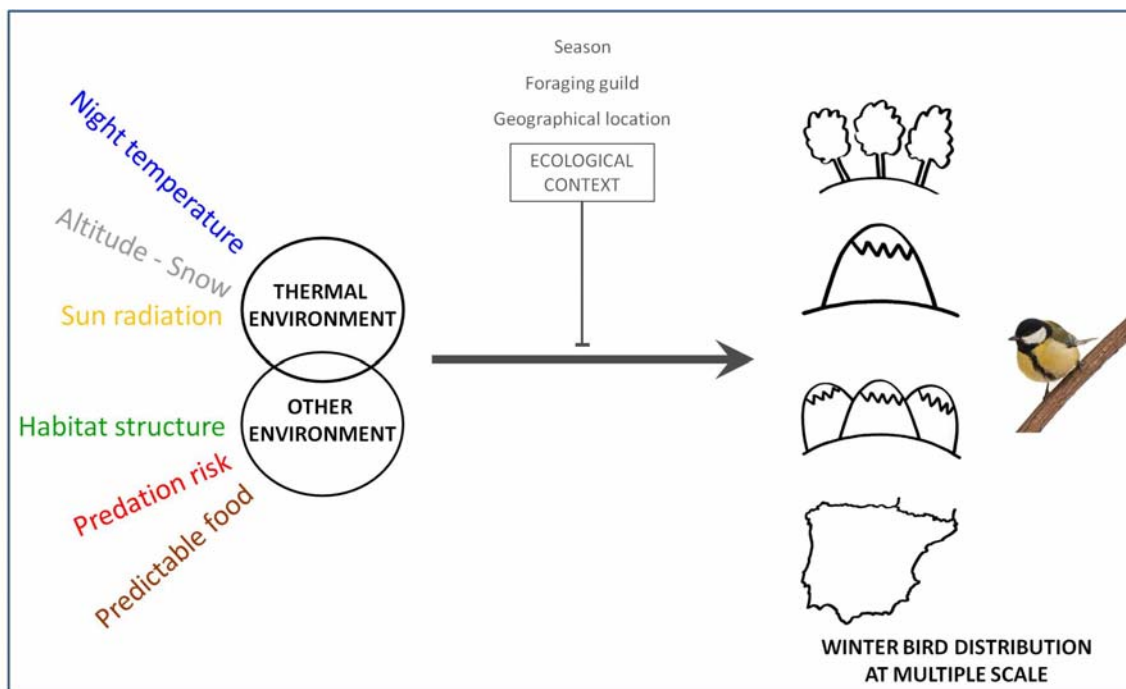 Season
Foraging guild
Geographical location
ECOLOGICAL
CONTEXT
Night temperature
Altitude - Snow
Sun radiation
THERMAL
ENVIRONMENT
Habitat structure
Predation risk
Predictable food
OTHER
ENVIRONMENT
WINTER BIRD DISTRIBUTION
AT MULTIPLE SCALE